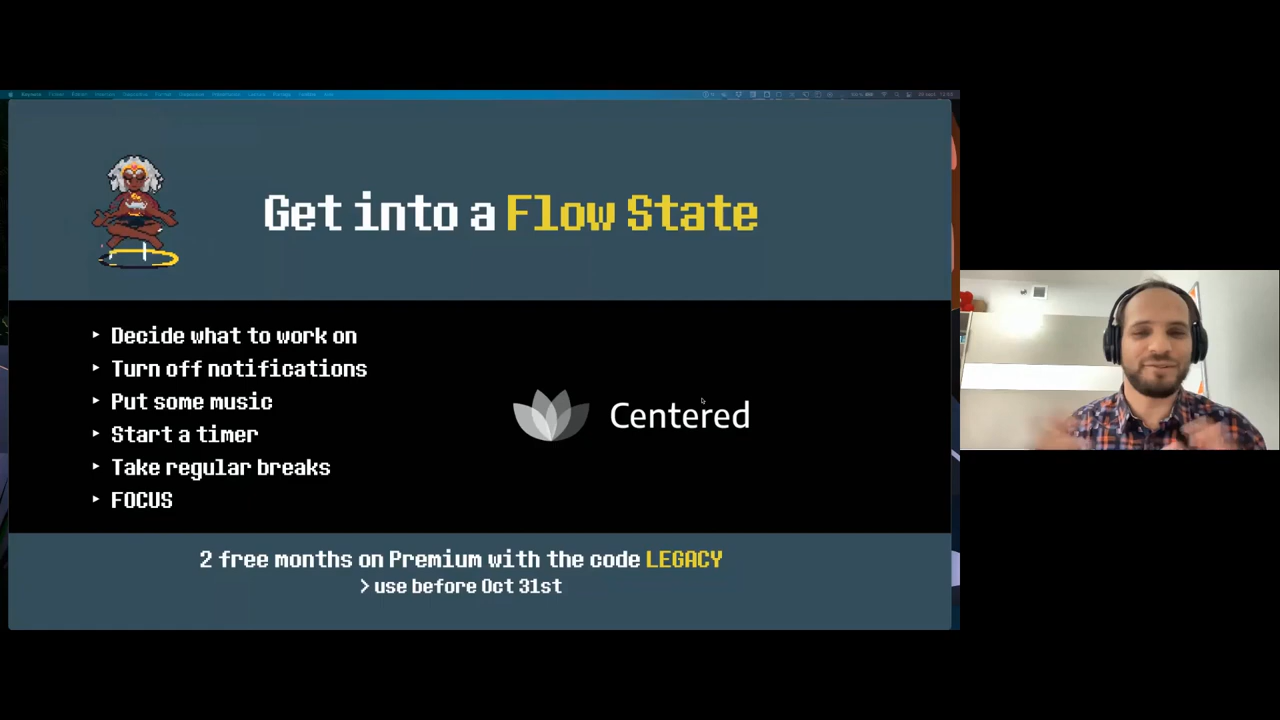 Get into a Flow State
‣ Decide what to work on
‣ Turn off notifications
‣ Put some music
‣ Start a timer
‣ Take regular breaks
‣ FOCUS
Centered
2 free months on Premium with the code LEGACY
> use before Oct 31st